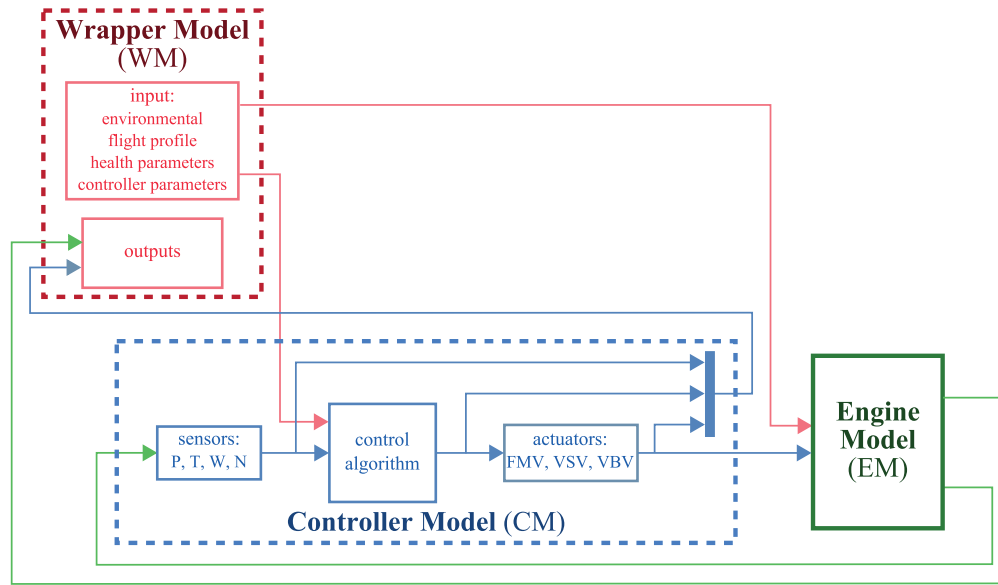 Wrapper Model
(WM)
input:
environmental
flight profile
health parameters
controller parameters
outputs
sensors:
P, T, W, N
control
algorithm
actuators:
FMV, VSV, VBV
Controller Model (CM)
Engine
Model
(EM)